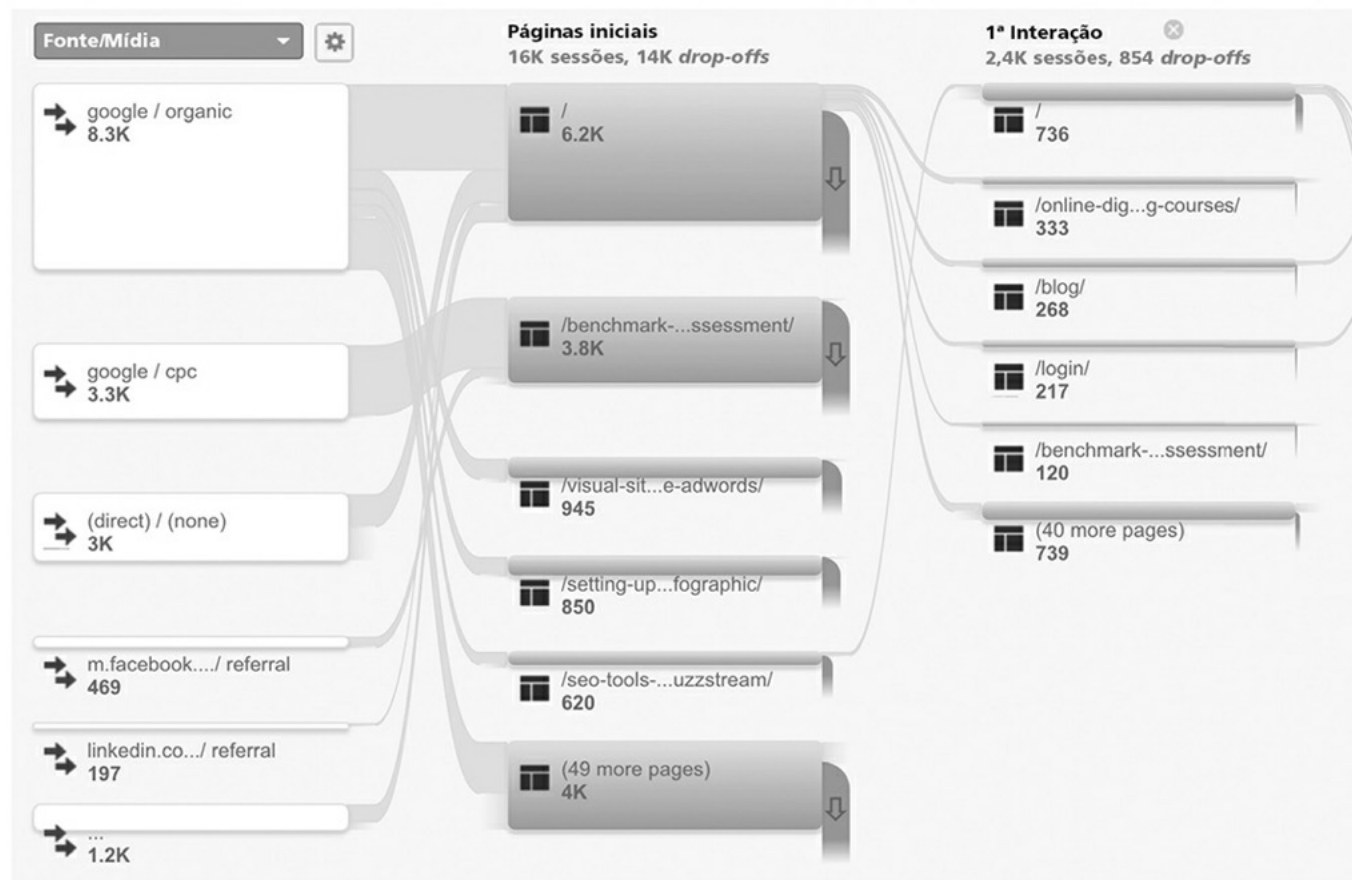 Fonte/Mídia
google / organic
8.3K
google / cpc
3.3K
(direct) / (none)
3K
m.facebook..../ referral
469
linkedin.co.../ referral
197
...
1.2K
Páginas iniciais
16K sessões, 14K drop-offs
/
6.2K
/benchmark-...ssessment/
3.8K
/visual-sit...e-adwords/
945
/setting-up...fographic/
850
/seo-tools-...uzzstream/
620
(49 more pages)
4K
1ª Interação
2,4K sessões, 854 drop-offs
/
736
/online-dig...g-courses/
333
/blog/
268
/login/
217
/benchmark-...ssessment/
120
(40 more pages)
739